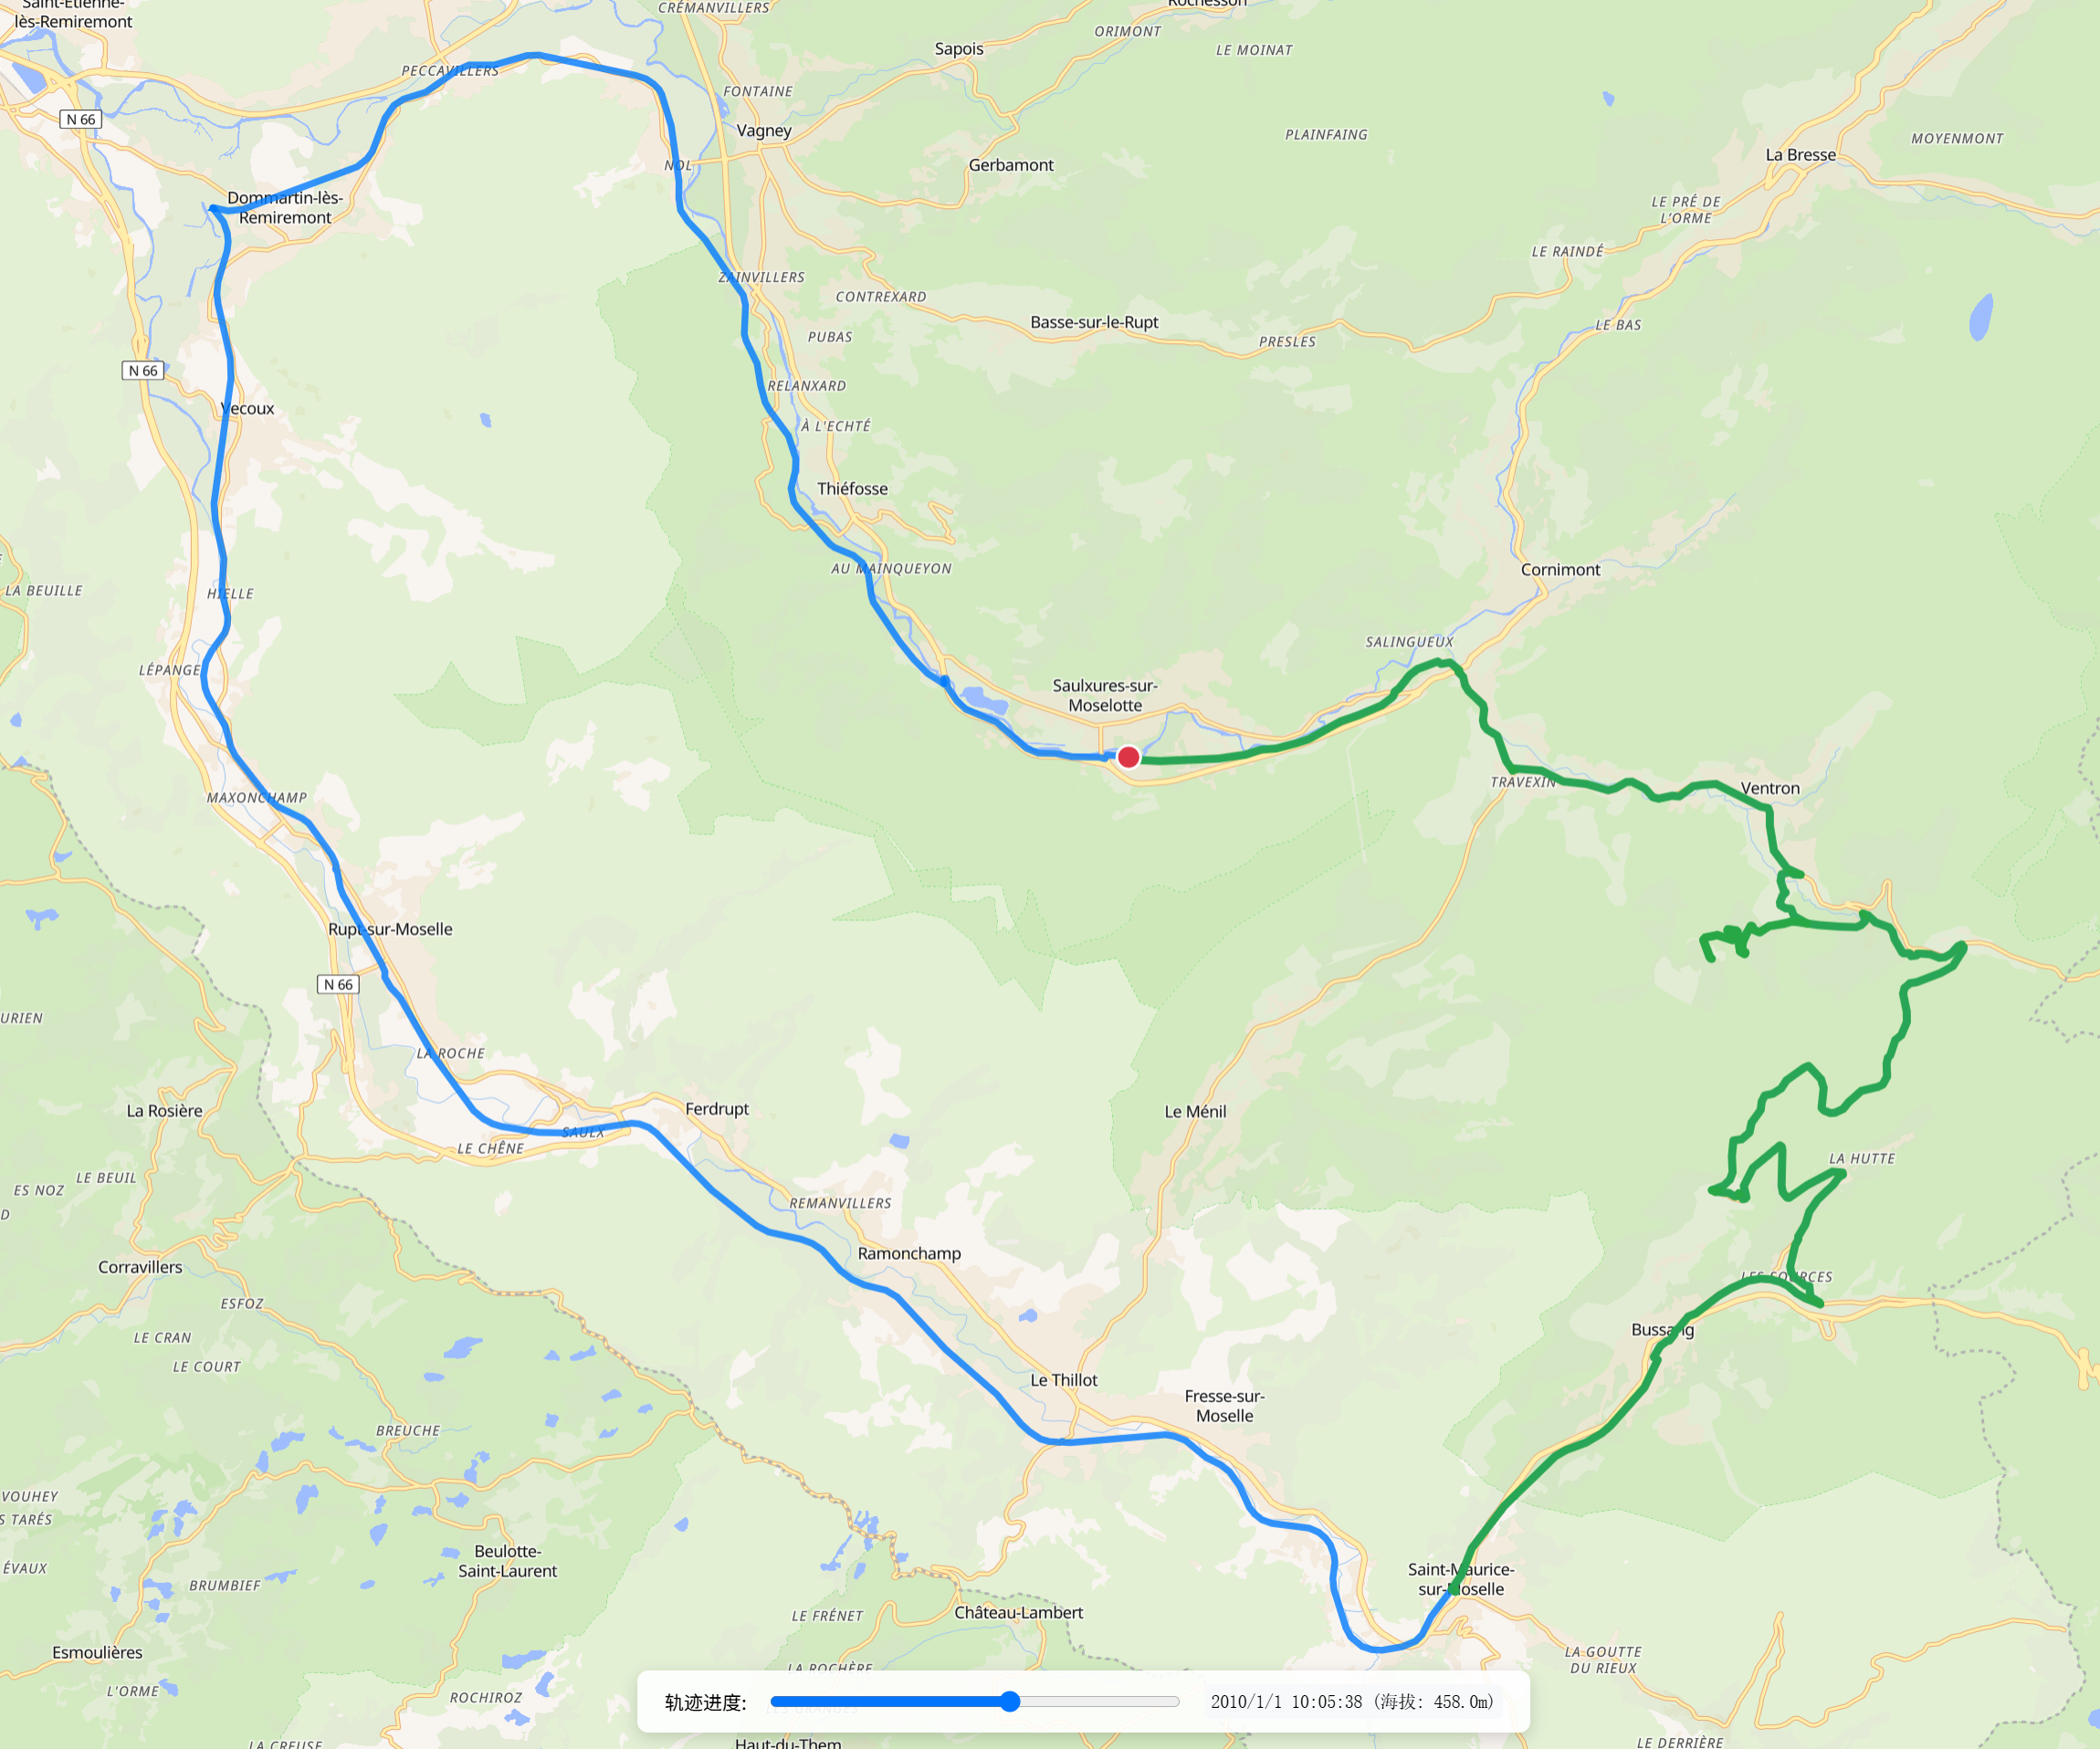 Saint-Étienne-
lès-Remiremont
CRÉMANVILLERS
Rochesson
ORIMONT
Sapois
LE MOINAT
PECCAVILLERS
FONTAINE
N 66
Vagney
PLAINFAING
MOYENMONT
La Bresse
NOL
Gerbamont
Dommartin-lès-
Remiremont
LE PRÉ DE
L'ORME
LE RAINDÉ
ZAINVILLERS
CONTREXARD
Basse-sur-le-Rupt
LE BAS
PUBAS
PRESLES
N 66
RELANXARD
Vecoux
À L'ECHTÉ
Thiéfosse
AU MAINQUEYON
Cornimont
LA BEUILLE
HIELLE
SALINGUEUX
LÉPANGE
Saulxures-sur-
Moselotte
TRAVEXIN
Ventron
MAXONCHAMP
Rupt-sur-Moselle
N 66
URIEN
LA ROCHE
La Rosière
Ferdrupt
Le Ménil
SAULX
LE CHÊNE
LA HUTTE
LE BEUIL
ES NOZ
D
REMANVILLERS
Ramonchamp
Corravillers
LES SOURCES
ESFOZ
Bussang
LE CRAN
LE COURT
Le Thillot
Fresse-sur-
Moselle
BREUCHE
VOUHEY
S TARÉS
Beulotte-
Saint-Laurent
ÉVAUX
BRUMBIEF
Saint-Maurice-
sur-Moselle
LE FRÉNET
Château-Lambert
Esmoulières
LA GOUTTE
DU RIEUX
LA ROCHÈRE
L'ORME
ROCHIROZ
轨迹进度:
2010/1/1 10:05:38 (海拔: 458.0m)
LA CREUSE
Haut-du-Them
LE DERRIÈRE